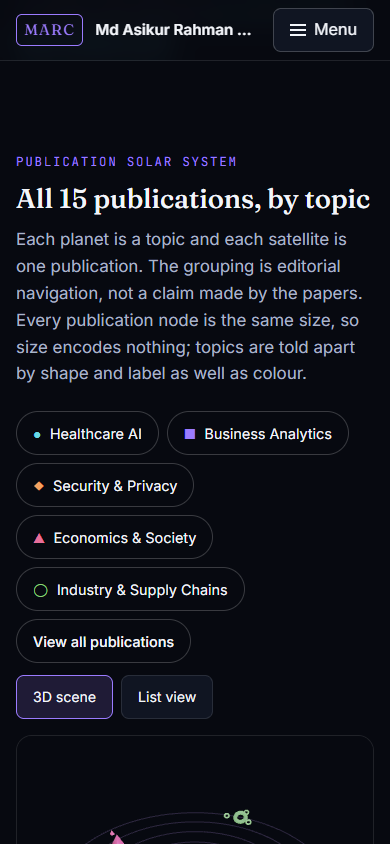 MARC Md Asikur Rahman ... Menu
PUBLICATION SOLAR SYSTEM
All 15 publications, by topic
Each planet is a topic and each satellite is
one publication. The grouping is editorial
navigation, not a claim made by the papers.
Every publication node is the same size, so
size encodes nothing; topics are told apart
by shape and label as well as colour.
Healthcare AI Business Analytics
Security & Privacy
Economics & Society
Industry & Supply Chains
View all publications
3D scene List view